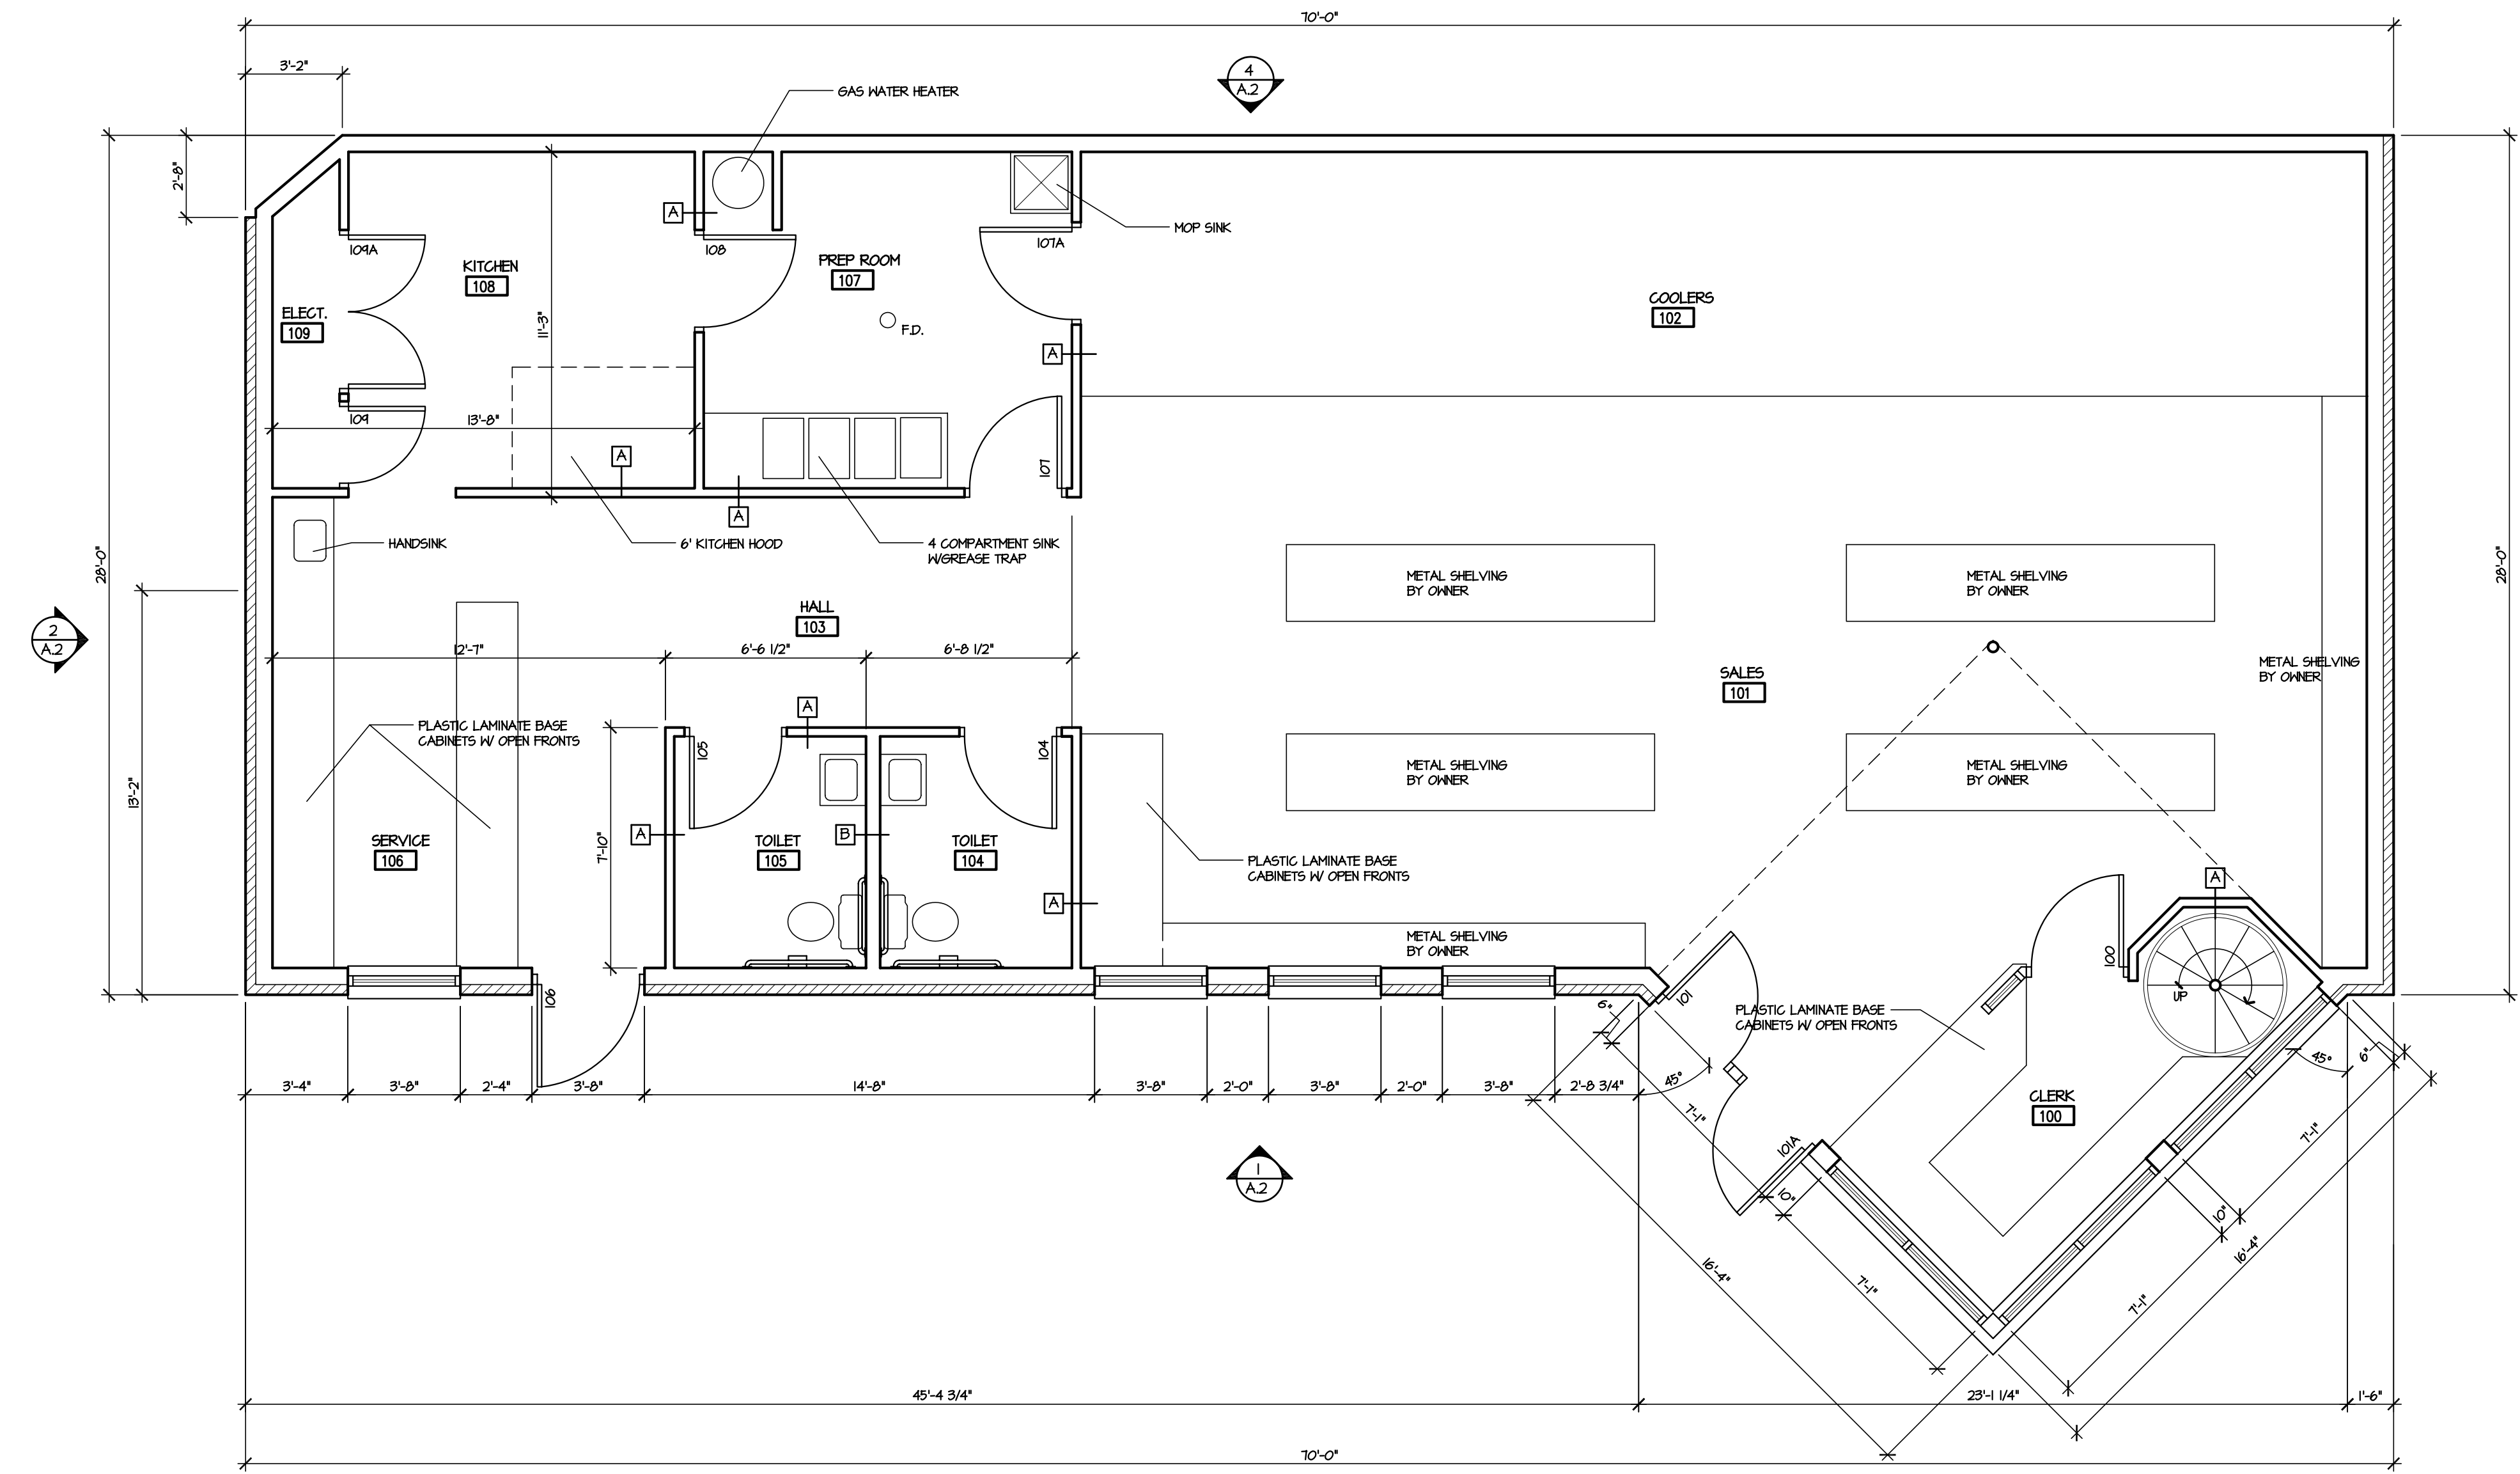 70'-0"
3'-2"
4
A.2
GAS WATER HEATER
2'-8"
A
MOP SINK
109A
108
107A
KITCHEN
108
PREP ROOM
107
COOLERS
102
ELECT.
109
11'-3"
F.D.
A
109
13'-8"
A
107
A
HANDSINK
6' KITCHEN HOOD
4 COMPARTMENT SINK
W/GREASE TRAP
28'-0"
28'-0"
METAL SHELVING
BY OWNER
METAL SHELVING
BY OWNER
2
A.2
HALL
103
12'-7"
6'-6 1/2"
6'-8 1/2"
METAL SHELVING
BY OWNER
SALES
101
13'-2"
A
PLASTIC LAMINATE BASE
CABINETS W/ OPEN FRONTS
105
104
METAL SHELVING
BY OWNER
METAL SHELVING
BY OWNER
7'-10"
A
B
SERVICE
106
TOILET
105
TOILET
104
PLASTIC LAMINATE BASE
CABINETS W/ OPEN FRONTS
A
A
METAL SHELVING
BY OWNER
100
106
101
UP
6"
PLASTIC LAMINATE BASE
CABINETS W/ OPEN FRONTS
45°
6"
3'-4"
3'-8"
2'-4"
3'-8"
14'-8"
3'-8"
2'-0"
3'-8"
2'-0"
3'-8"
2'-8 3/4"
45°
CLERK
100
7'-1"
7'-1"
101A
1
A.2
10"
10"
16'-4"
16'-4"
7'-1"
7'-1"
45'-4 3/4"
23'-1 1/4"
1'-6"
70'-0"